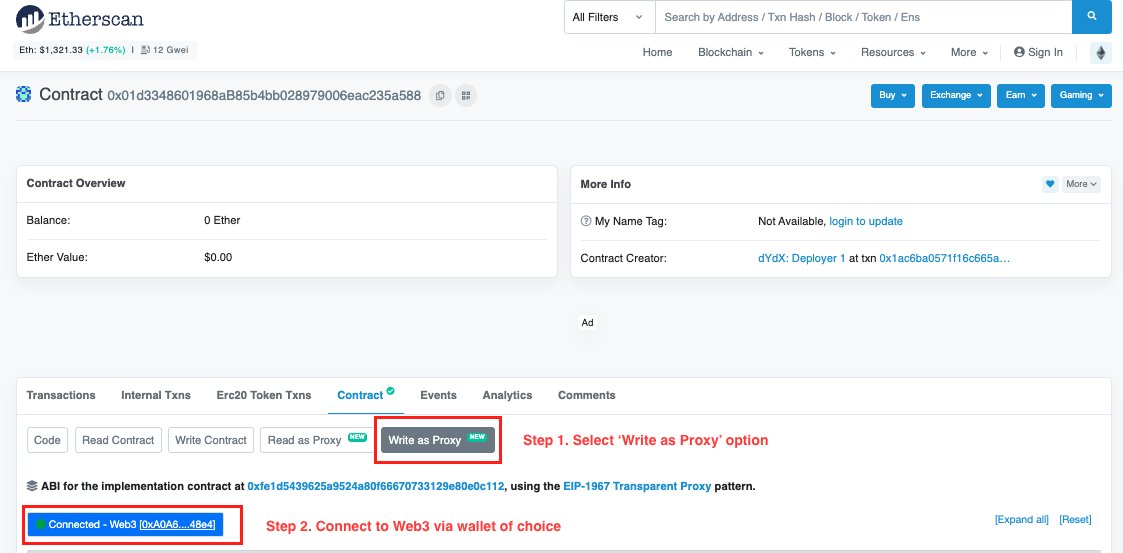 Etherscan
All Filters
Search by Address / Txn Hash / Block / Token / Ens
Eth: $1,321.33 (+1.76%) | 12 Gwei
Home Blockchain Tokens Resources More Sign In
Contract 0x01d3348601968aB85b4bb028979006eac235a588
Buy Exchange Earn Gaming
Contract Overview
Balance: 0 Ether
Ether Value: $0.00
More Info
More
My Name Tag: Not Available, login to update
Contract Creator: dYdX: Deployer 1 at txn 0x1ac6ba0571f16c665a...
Ad
Transactions Internal Txns Erc20 Token Txns Contract Events Analytics Comments
Code Read Contract Write Contract Read as Proxy NEW Write as Proxy NEW Step 1. Select ‘Write as Proxy’ option
ABI for the implementation contract at 0xfe1d5439625a9524a80f66670733129e80e0c112, using the EIP-1967 Transparent Proxy pattern.
Connected - Web3 [0xA0A6....48e4] Step 2. Connect to Web3 via wallet of choice
[Expand all] [Reset]